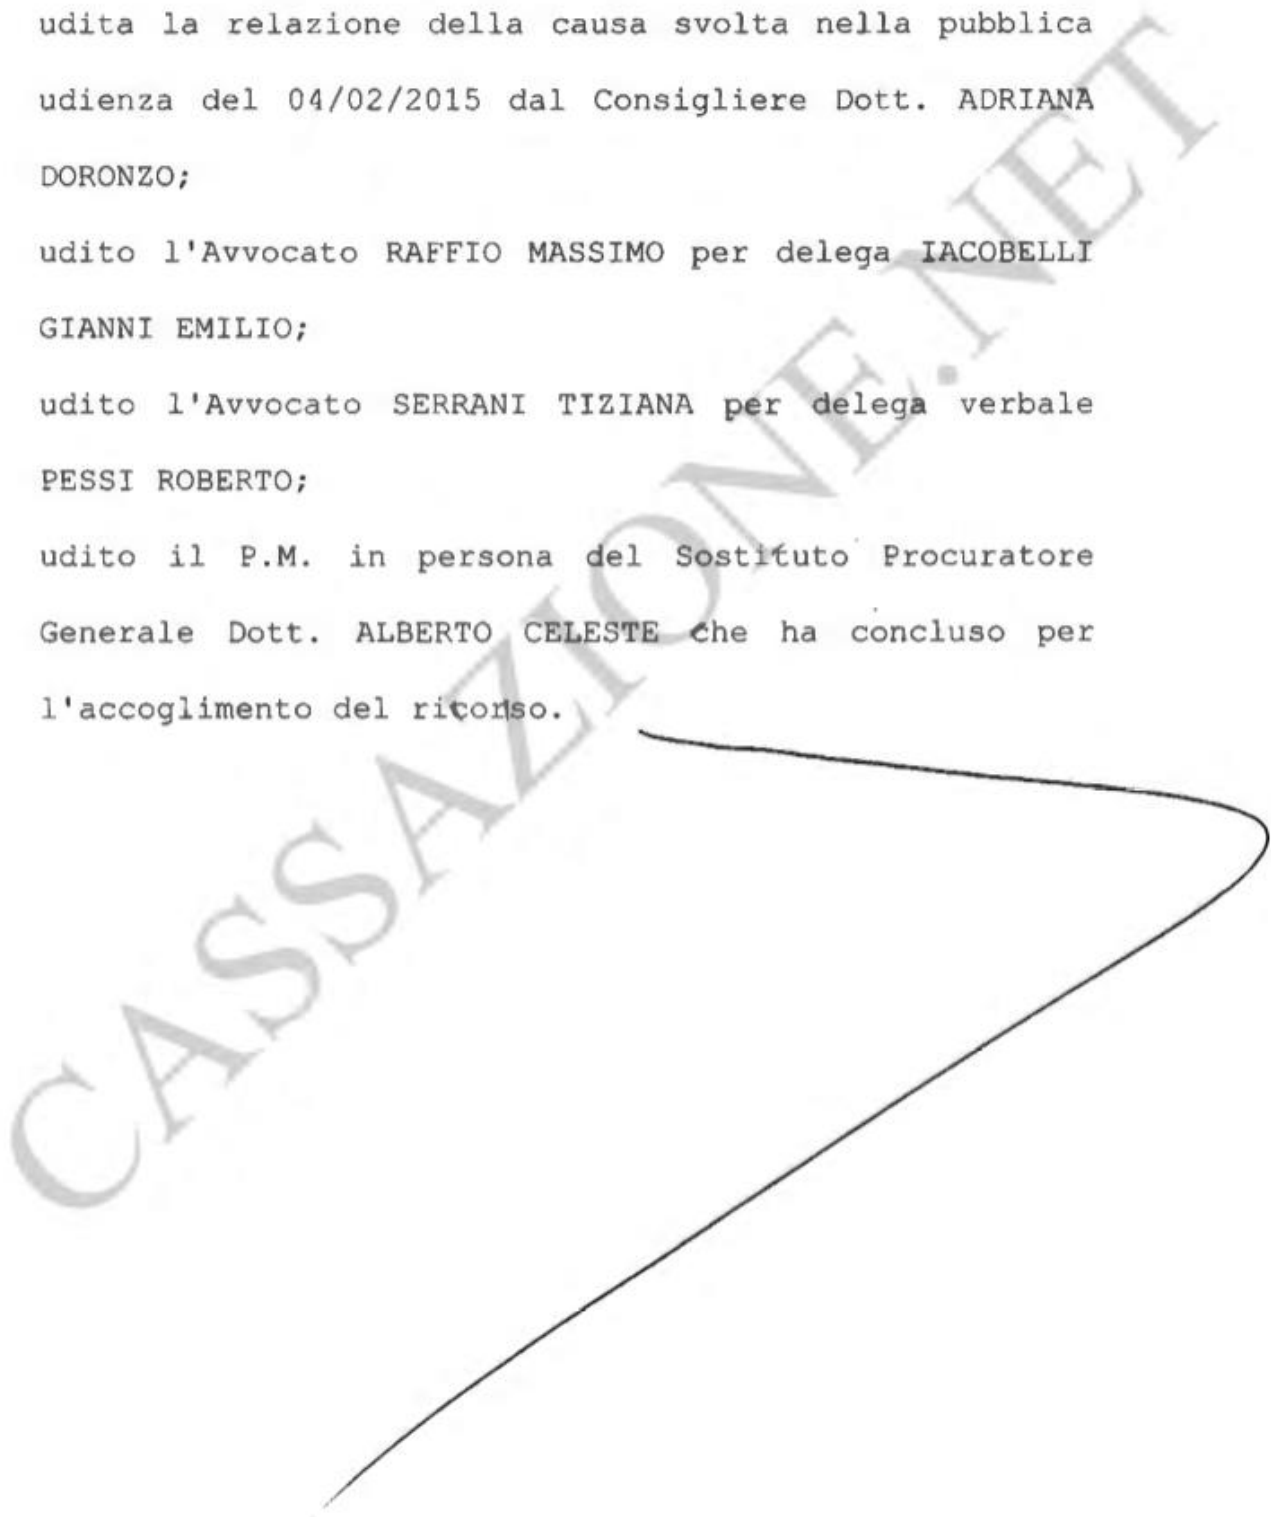 udita la relazione della causa svolta nella pubblica
udienza del 04/02/2015 dal Consigliere Dott. ADRIANA
DORONZO;
udito l'Avvocato RAFFIO MASSIMO per delega IACOBELLI
GIANNI EMILIO;
udito l'Avvocato SERRANI TIZIANA per delega verbale
PESSI ROBERTO;
udito il P.M. in persona del Sostituto Procuratore
Generale Dott. ALBERTO CELESTE che ha concluso per
l'accoglimento del ricorso.
CASSAZIONE.NET